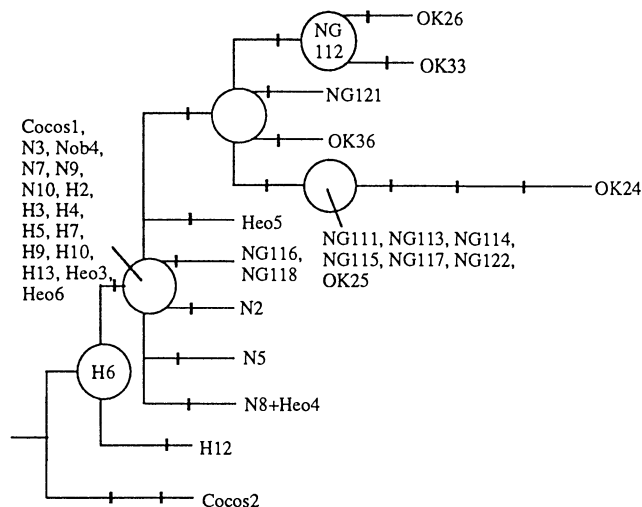 OK26
NG
112
OK33
NG121
Cocos1,
N3, Nob4,
N7, N9,
N10, H2,
H3, H4,
H5, H7,
H9, H10,
H13, Heo3,
Heo6
OK36
OK24
Heo5
NG111, NG113, NG114,
NG115, NG117, NG122,
OK25
NG116,
NG118
N2
N5
H6
N8+Heo4
H12
Cocos2